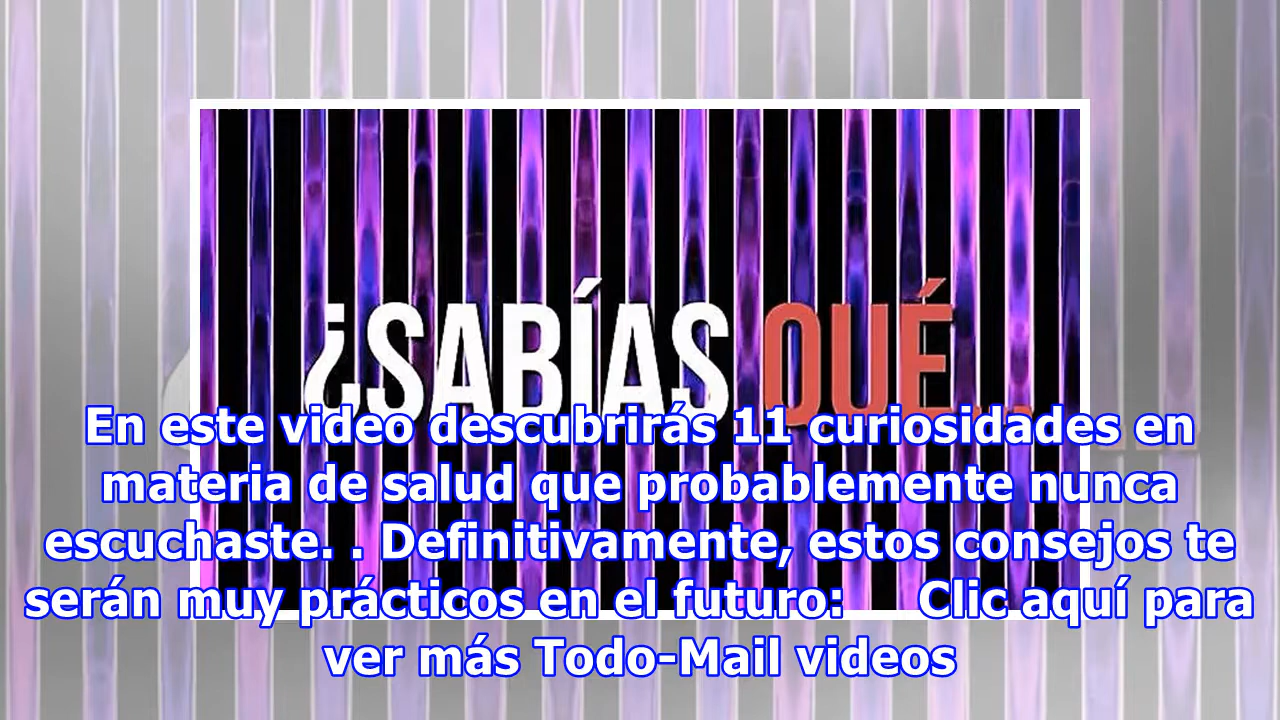 ¿SABÍAS QUÉ...
En este video descubrirás 11 curiosidades en
materia de salud que probablemente nunca
escuchaste. . Definitivamente, estos consejos te
serán muy prácticos en el futuro: Clic aquí para
ver más Todo-Mail videos